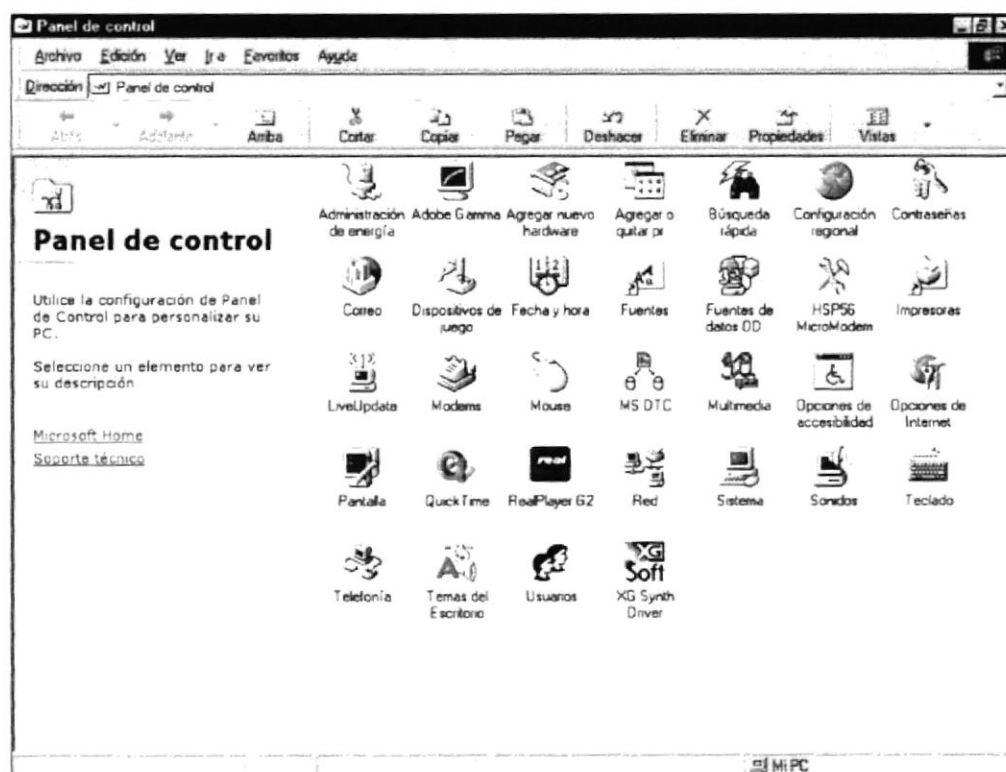 Panel de control
Archivo Edición Ver Ir a Favoritos Ayuda
Dirección Panel de control
Atrás Adelante Arriba Cortar Copiar Pegar Deshacer Eliminar Propiedades Vistas
Panel de control
Utilice la configuración de Panel
de Control para personalizar su
PC.
Seleccione un elemento para ver
su descripción
Microsoft Home
Soporte técnico
Administración
de energía
Adobe Gamma
Agregar nuevo
hardware
Agregar o
quitar pr
Búsqueda
rápida
Configuración
regional
Contraseñas
Correo
Dispositivos de
juego
Fecha y hora
Fuentes
Fuentes de
datos OD
HSP56
MicroModem
Impresoras
LiveUpdate
Modems
Mouse
MS DTC
Multimedia
Opciones de
accesibilidad
Opciones de
Internet
Pantalla
QuickTime
real
RealPlayer G2
Red
Sistema
Sonidos
Teclado
Telefonía
Temas del
Escritorio
Usuarios
XG
Soft
XG Synth
Driver
Mi PC